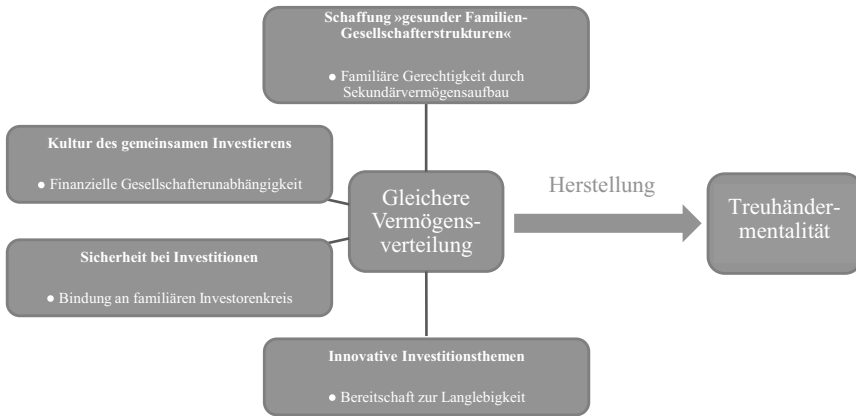 Schaffung »gesunder Familien-
Gesellschafterstrukturen«
● Familiäre Gerechtigkeit durch
Sekundärvermögensaufbau
Kultur des gemeinsamen Investierens
● Finanzielle Gesellschafterunabhängigkeit
Sicherheit bei Investitionen
● Bindung an familiären Investorenkreis
Gleichere
Vermögens-
verteilung
Herstellung
Treuhänder-
mentalität
Innovative Investitionsthemen
● Bereitschaft zur Langlebigkeit